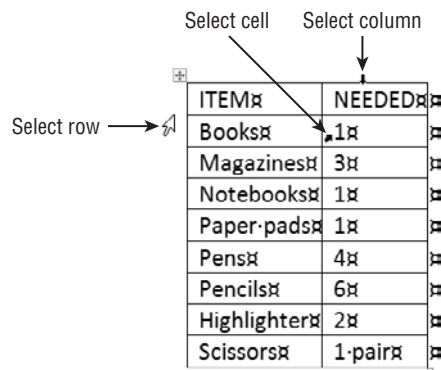 Select cell Select column
ITEM¤ NEEDED¤¤
Select row Books¤ 1¤ ¤
Magazines¤ 3¤ ¤
Notebooks¤ 1¤ ¤
Paper·pads¤ 1¤ ¤
Pens¤ 4¤ ¤
Pencils¤ 6¤ ¤
Highlighter¤ 2¤ ¤
Scissors¤ 1·pair¤ ¤